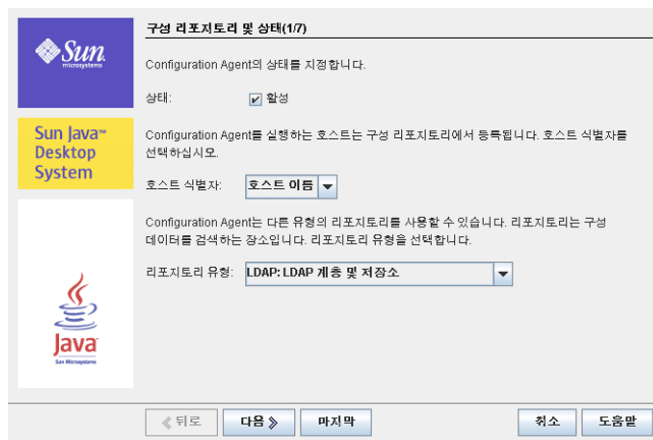 구성 리포지토리 및 상태(1/7)
Sun
microsystems
Configuration Agent의 상태를 지정합니다.
상태:
활성
Sun Java™
Desktop
System
Configuration Agent를 실행하는 호스트는 구성 리포지토리에서 등록됩니다. 호스트 식별자를
선택하십시오.
호스트 식별자:
호스트 이름
Configuration Agent는 다른 유형의 리포지토리를 사용할 수 있습니다. 리포지토리는 구성
데이터를 검색하는 장소입니다. 리포지토리 유형을 선택합니다.
리포지토리 유형:
LDAP: LDAP 계층 및 저장소
Java
Sun Microsystems
뒤로
다음
마지막
취소
도움말